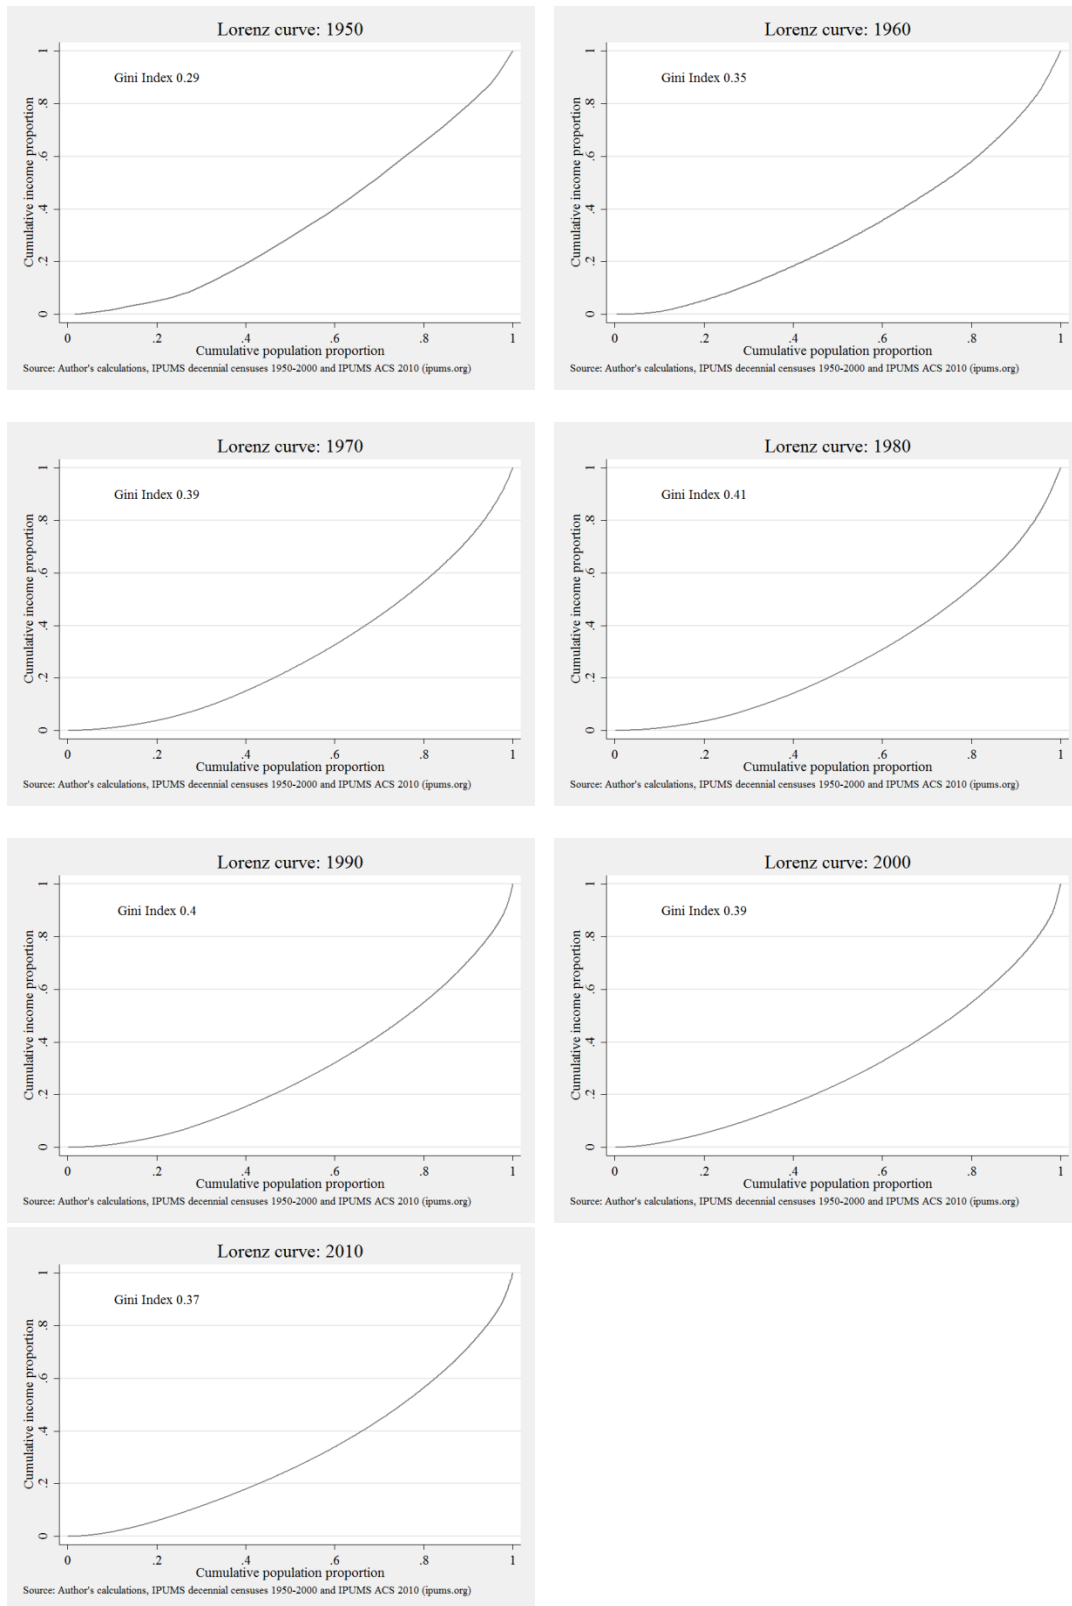 Lorenz curve: 1950
Gini Index 0.29
Cumulative income proportion
0 .2 .4 .6 .8 1
0 .2 .4 .6 .8 1
Cumulative population proportion
Source: Author's calculations, IPUMS decennial censuses 1950-2000 and IPUMS ACS 2010 (ipums.org)
Lorenz curve: 1960
Gini Index 0.35
Cumulative income proportion
0 .2 .4 .6 .8 1
0 .2 .4 .6 .8 1
Cumulative population proportion
Source: Author's calculations, IPUMS decennial censuses 1950-2000 and IPUMS ACS 2010 (ipums.org)
Lorenz curve: 1970
Gini Index 0.39
Cumulative income proportion
0 .2 .4 .6 .8 1
0 .2 .4 .6 .8 1
Cumulative population proportion
Source: Author's calculations, IPUMS decennial censuses 1950-2000 and IPUMS ACS 2010 (ipums.org)
Lorenz curve: 1980
Gini Index 0.41
Cumulative income proportion
0 .2 .4 .6 .8 1
0 .2 .4 .6 .8 1
Cumulative population proportion
Source: Author's calculations, IPUMS decennial censuses 1950-2000 and IPUMS ACS 2010 (ipums.org)
Lorenz curve: 1990
Gini Index 0.4
Cumulative income proportion
0 .2 .4 .6 .8 1
0 .2 .4 .6 .8 1
Cumulative population proportion
Source: Author's calculations, IPUMS decennial censuses 1950-2000 and IPUMS ACS 2010 (ipums.org)
Lorenz curve: 2000
Gini Index 0.39
Cumulative income proportion
0 .2 .4 .6 .8 1
0 .2 .4 .6 .8 1
Cumulative population proportion
Source: Author's calculations, IPUMS decennial censuses 1950-2000 and IPUMS ACS 2010 (ipums.org)
Lorenz curve: 2010
Gini Index 0.37
Cumulative income proportion
0 .2 .4 .6 .8 1
0 .2 .4 .6 .8 1
Cumulative population proportion
Source: Author's calculations, IPUMS decennial censuses 1950-2000 and IPUMS ACS 2010 (ipums.org)